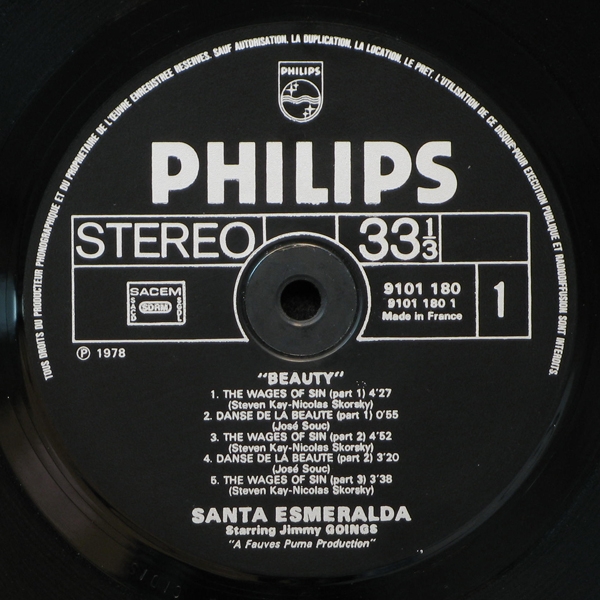 TOUS DROITS DU PRODUCTEUR PHONOGRAPHIQUE ET DU PROPRIETAIRE DE L'ŒUVRE ENREGISTREE RESERVES. SAUF AUTORISATION, LA DUPLICATION, LA LOCATION, LE PRET, L'UTILISATION DE CE DISQUE POUR EXECUTION PUBLIQUE ET RADIODIFFUSION SONT INTERDITS.
PHILIPS
PHILIPS
STEREO 33 1/3
SACEM
SACD SDRM SGDL
9101 180
9101 180 1
Made in France
1
℗ 1978
"BEAUTY"
1. THE WAGES OF SIN (part 1) 4'27
(Steven Kay-Nicolas Skorsky)
2. DANSE DE LA BEAUTE (part 1) 0'55
(José Souc)
3. THE WAGES OF SIN (part 2) 4'52
(Steven Kay-Nicolas Skorsky)
4. DANSE DE LA BEAUTE (part 2) 3'20
(José Souc)
5. THE WAGES OF SIN (part 3) 3'38
(Steven Kay-Nicolas Skorsky)
SANTA ESMERALDA
Starring Jimmy GOINGS
"A Fauves Puma Production"